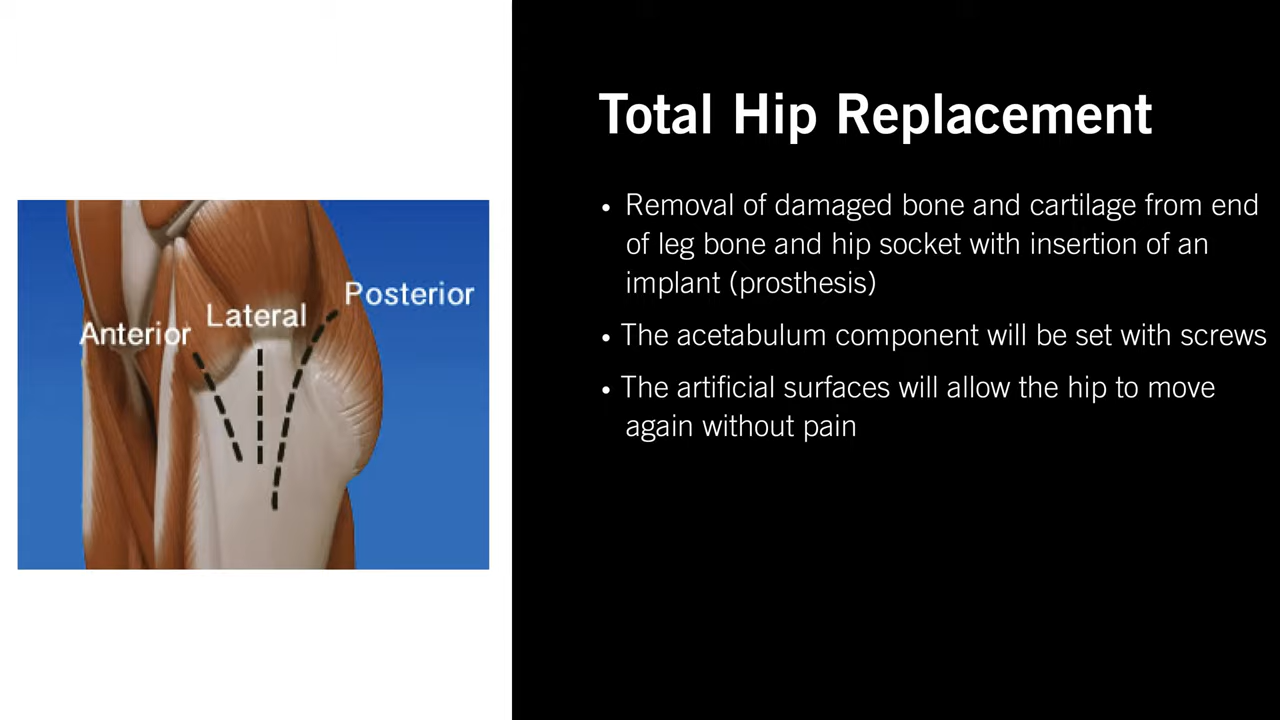 Total Hip Replacement
• Removal of damaged bone and cartilage from end
of leg bone and hip socket with insertion of an
implant (prosthesis)
• The acetabulum component will be set with screws
• The artificial surfaces will allow the hip to move
again without pain
Anterior
Lateral
Posterior